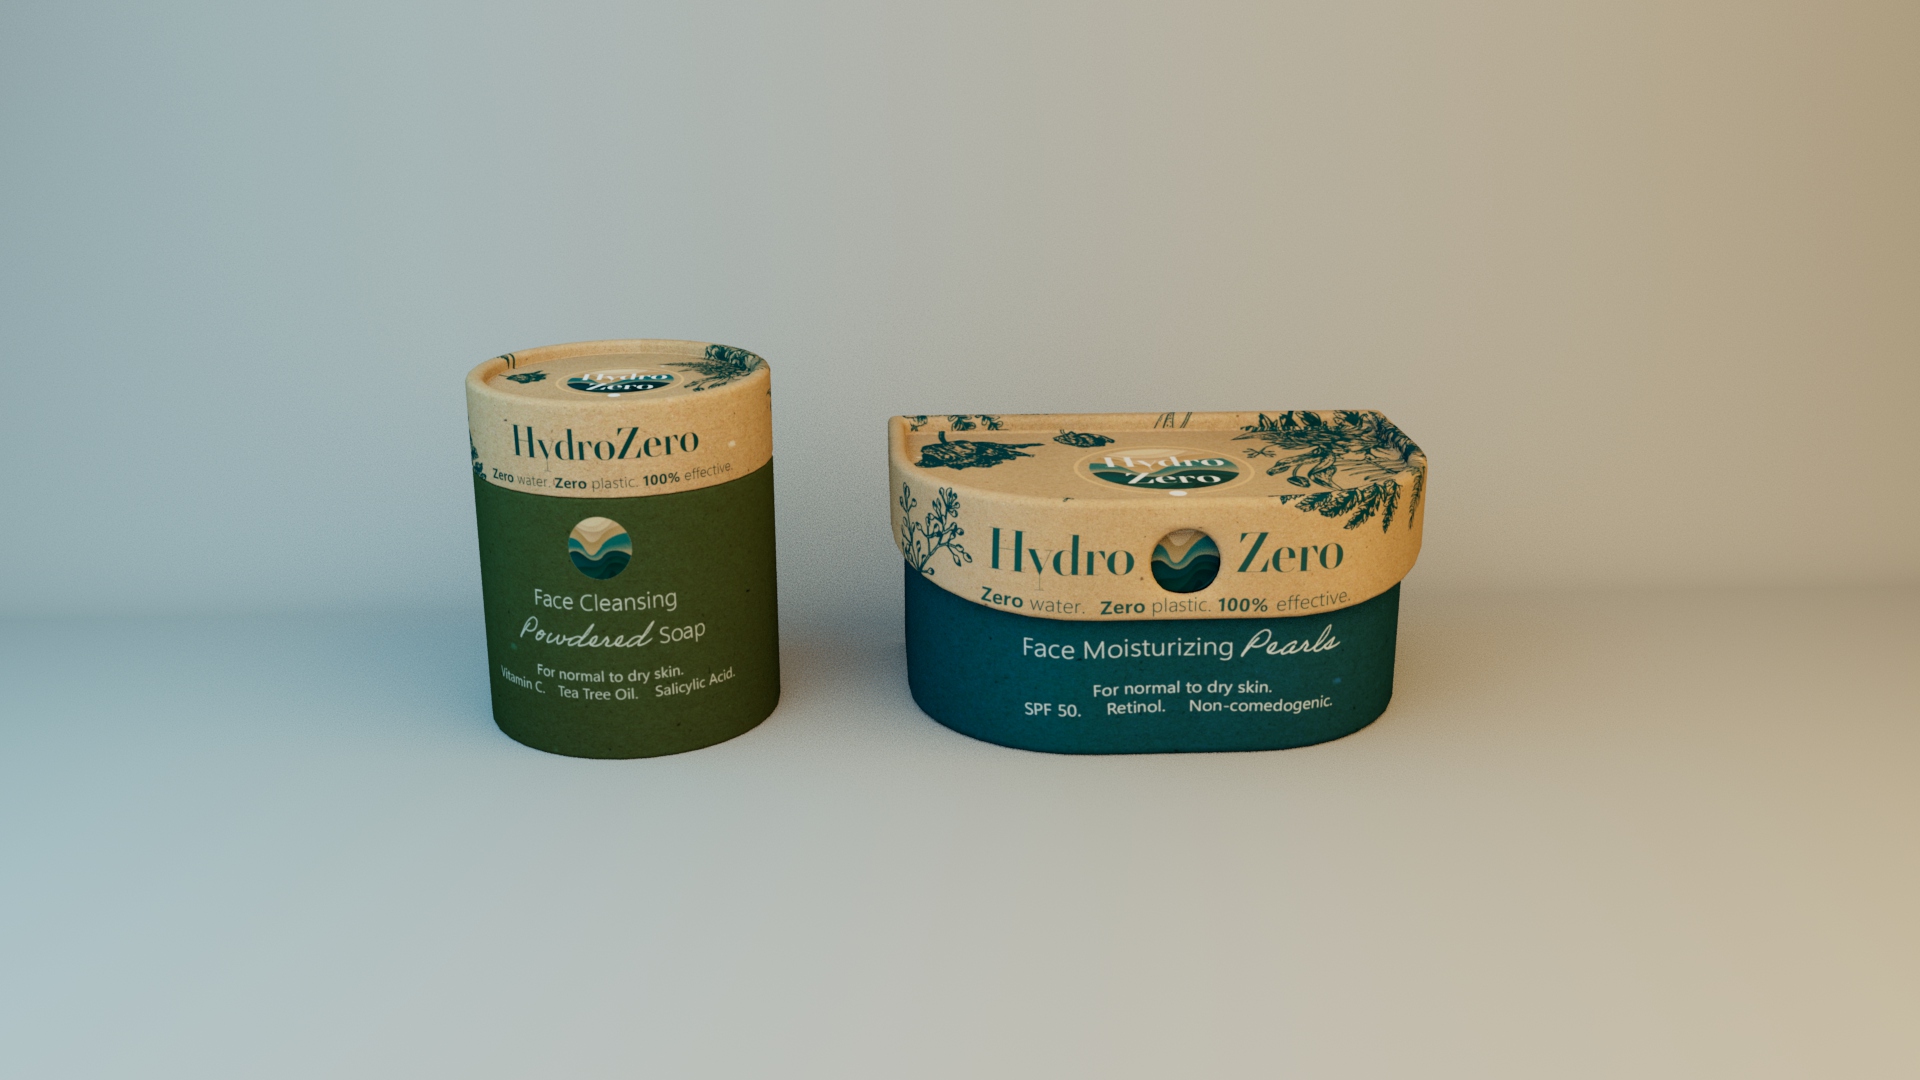 Hydro
Zero
HydroZero
Zero water. Zero plastic. 100% effective.
Face Cleansing
Powdered Soap
For normal to dry skin.
Vitamin C. Tea Tree Oil. Salicylic Acid.
Hydro
Zero
Hydro Zero
Zero water. Zero plastic. 100% effective.
Face Moisturizing Pearls
For normal to dry skin.
SPF 50. Retinol. Non-comedogenic.